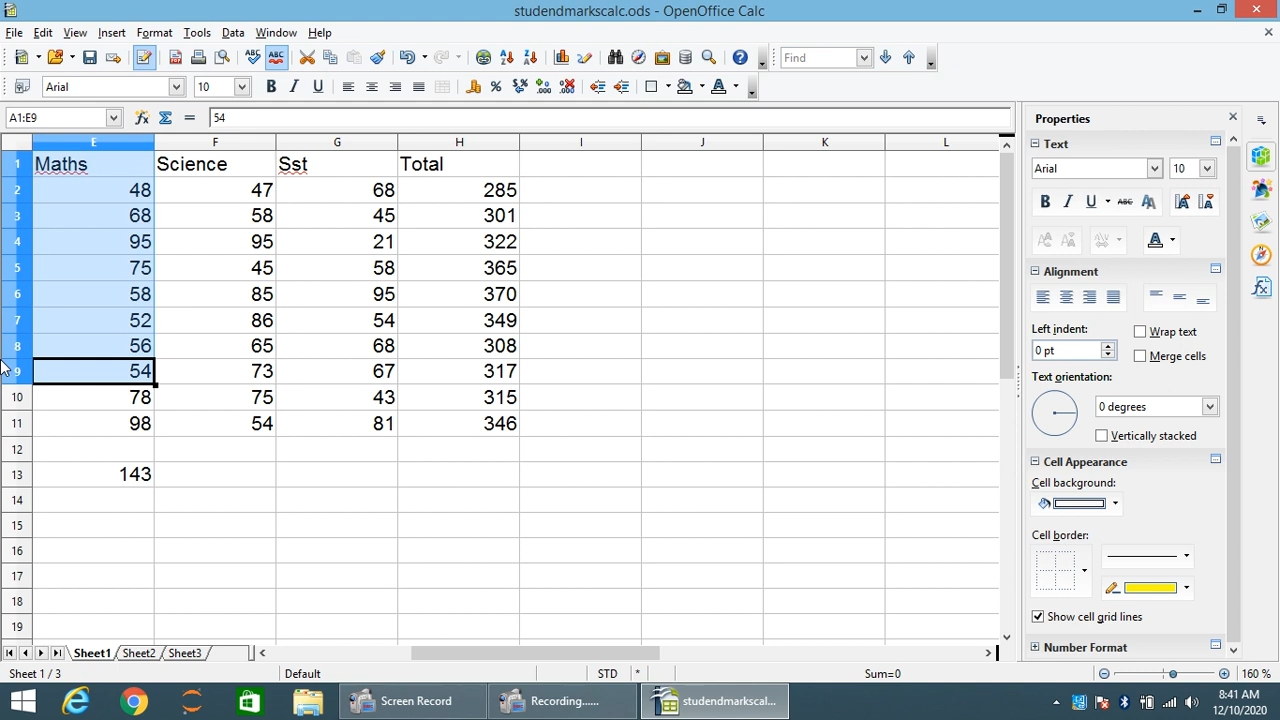 studendmarkscalc.ods - OpenOffice Calc
File Edit View Insert Format Tools Data Window Help
Find
Arial 10
A1:E9 54
E F G H I J K L
1 Maths Science Sst Total
2 48 47 68 285
3 68 58 45 301
4 95 95 21 322
5 75 45 58 365
6 58 85 95 370
7 52 86 54 349
8 56 65 68 308
9 54 73 67 317
10 78 75 43 315
11 98 54 81 346
12
13 143
14
15
16
17
18
19
Sheet1 Sheet2 Sheet3
Sheet 1 / 3 Default STD * Sum=0 160 %
Properties
Text
Arial 10
Alignment
Left indent:
Wrap text
0 pt
Merge cells
Text orientation:
0 degrees
Vertically stacked
Cell Appearance
Cell background:
Cell border:
Show cell grid lines
Number Format
Screen Record
Recording......
studendmarkscalc....
8:41 AM
12/10/2020